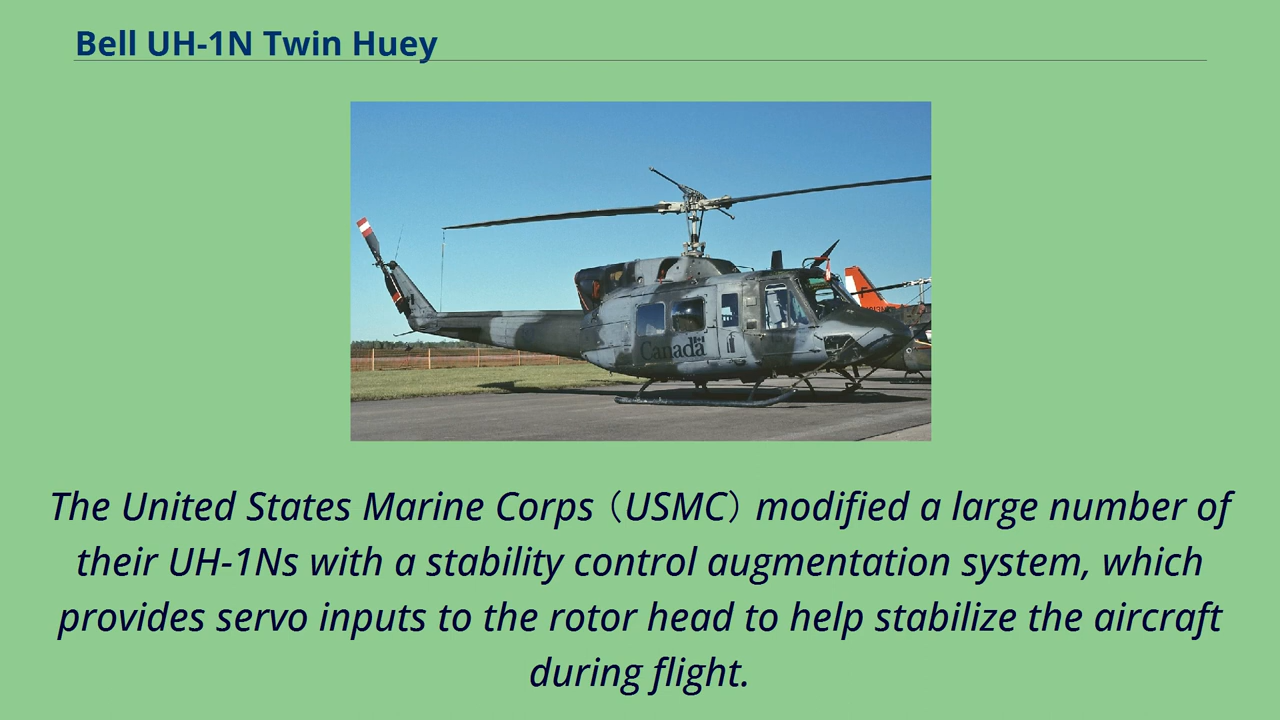 Bell UH-1N Twin Huey
Canada
The United States Marine Corps（USMC）modified a large number of
their UH-1Ns with a stability control augmentation system, which
provides servo inputs to the rotor head to help stabilize the aircraft
during flight.